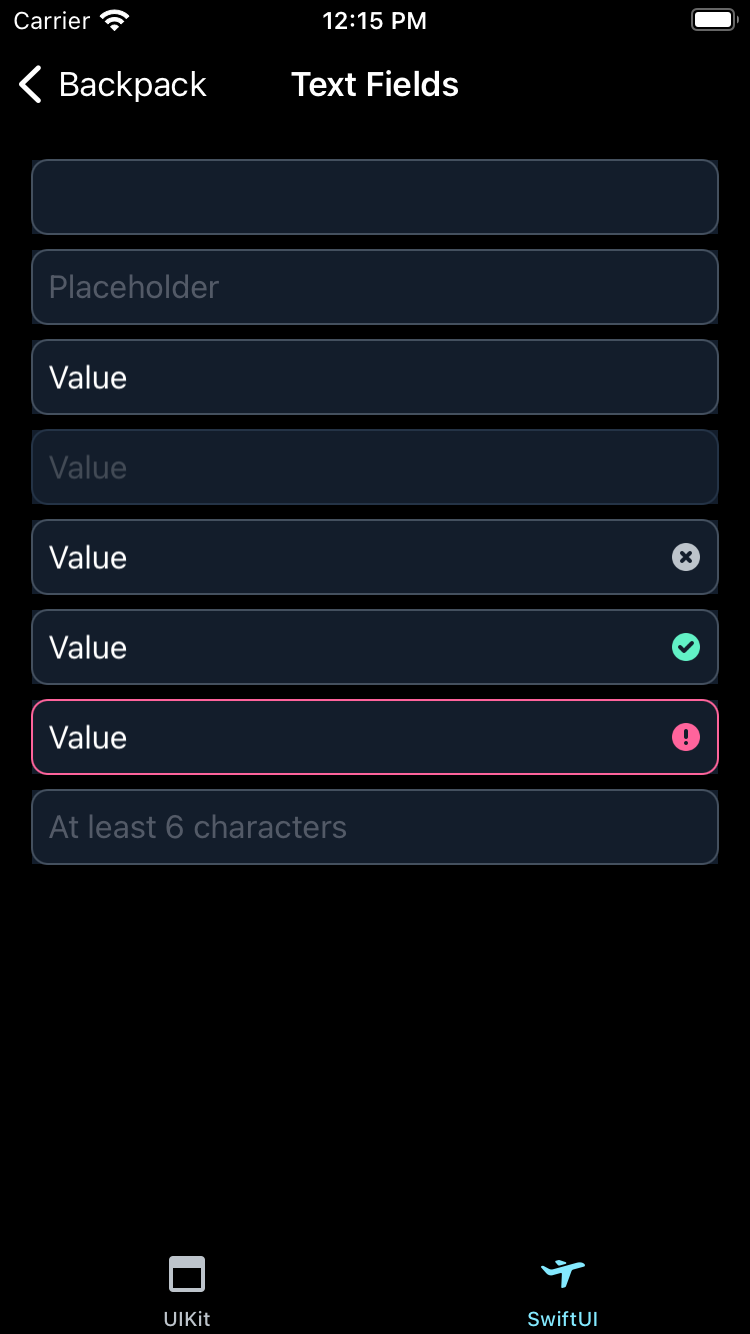 Carrier 12:15 PM
Backpack Text Fields
Placeholder
Value
Value
Value
Value
Value
At least 6 characters
UIKit SwiftUI